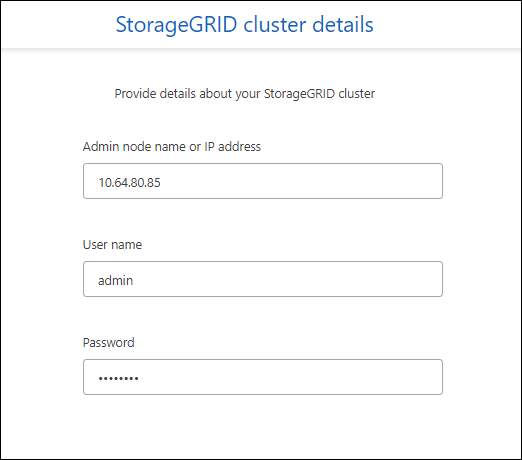 StorageGRID cluster details
Provide details about your StorageGRID cluster
Admin node name or IP address
10.64.80.85
User name
admin
Password
••••••••